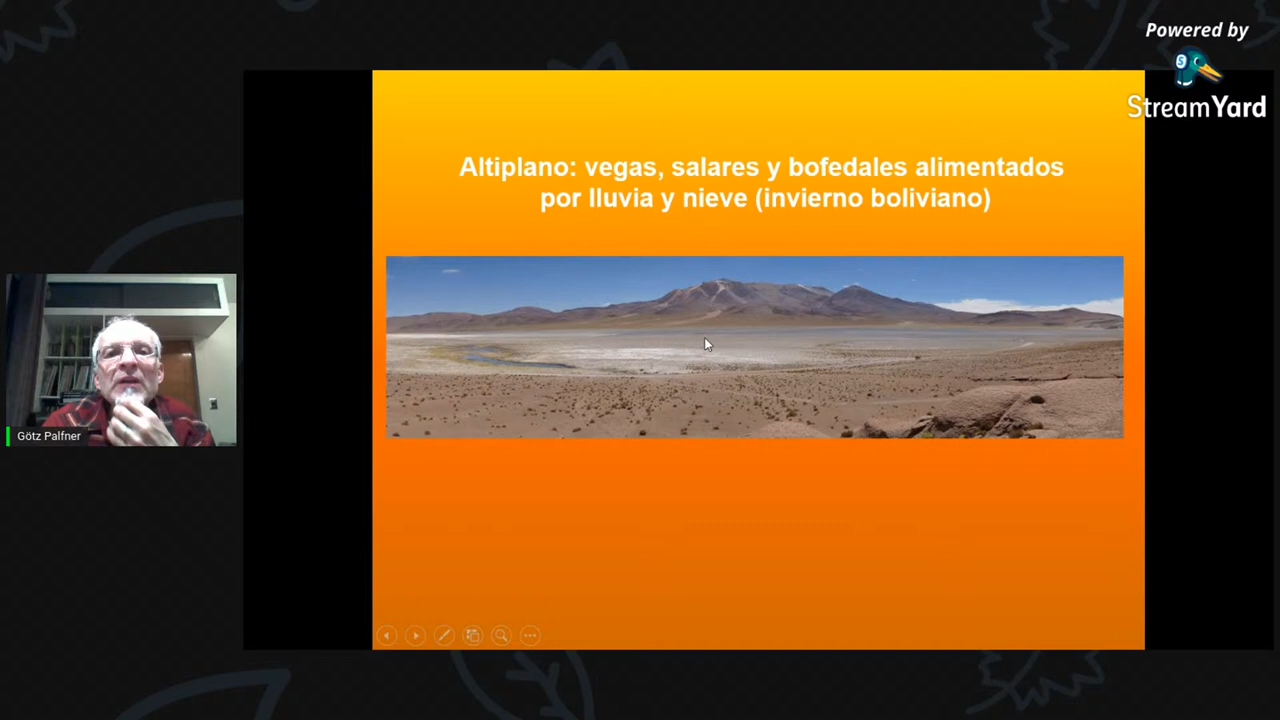 Powered by
StreamYard
Altiplano: vegas, salares y bofedales alimentados
por lluvia y nieve (invierno boliviano)
Götz Palfner